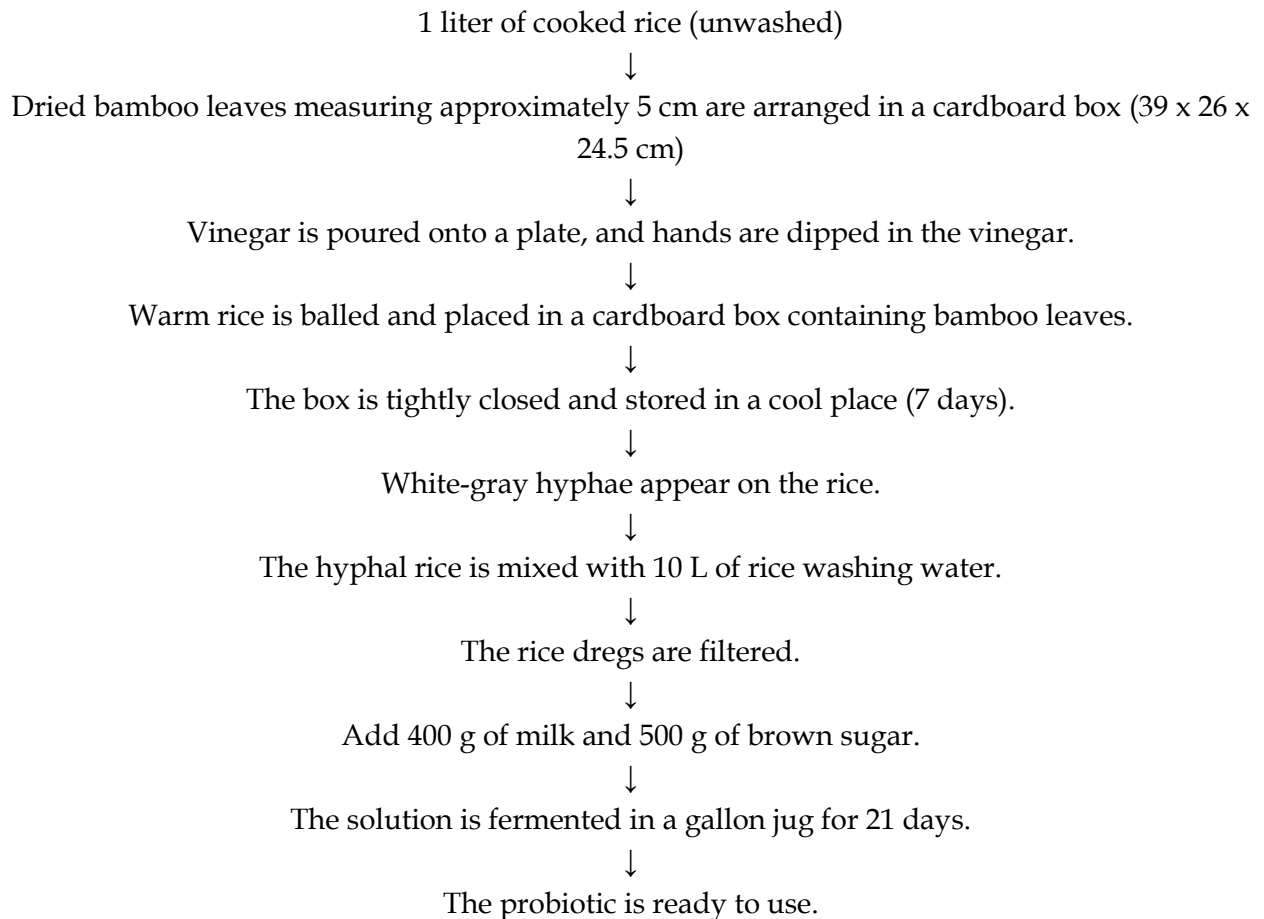 1 liter of cooked rice (unwashed)
↓
Dried bamboo leaves measuring approximately 5 cm are arranged in a cardboard box (39 x 26 x
24.5 cm)
↓
Vinegar is poured onto a plate, and hands are dipped in the vinegar.
↓
Warm rice is balled and placed in a cardboard box containing bamboo leaves.
↓
The box is tightly closed and stored in a cool place (7 days).
↓
White-gray hyphae appear on the rice.
↓
The hyphal rice is mixed with 10 L of rice washing water.
↓
The rice dregs are filtered.
↓
Add 400 g of milk and 500 g of brown sugar.
↓
The solution is fermented in a gallon jug for 21 days.
↓
The probiotic is ready to use.